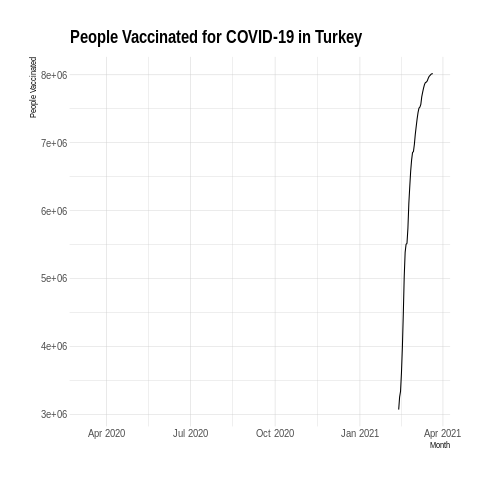 People Vaccinated for COVID-19 in Turkey
People Vaccinated
8e+06
7e+06
6e+06
5e+06
4e+06
3e+06
Apr 2020 Jul 2020 Oct 2020 Jan 2021 Apr 2021
Month